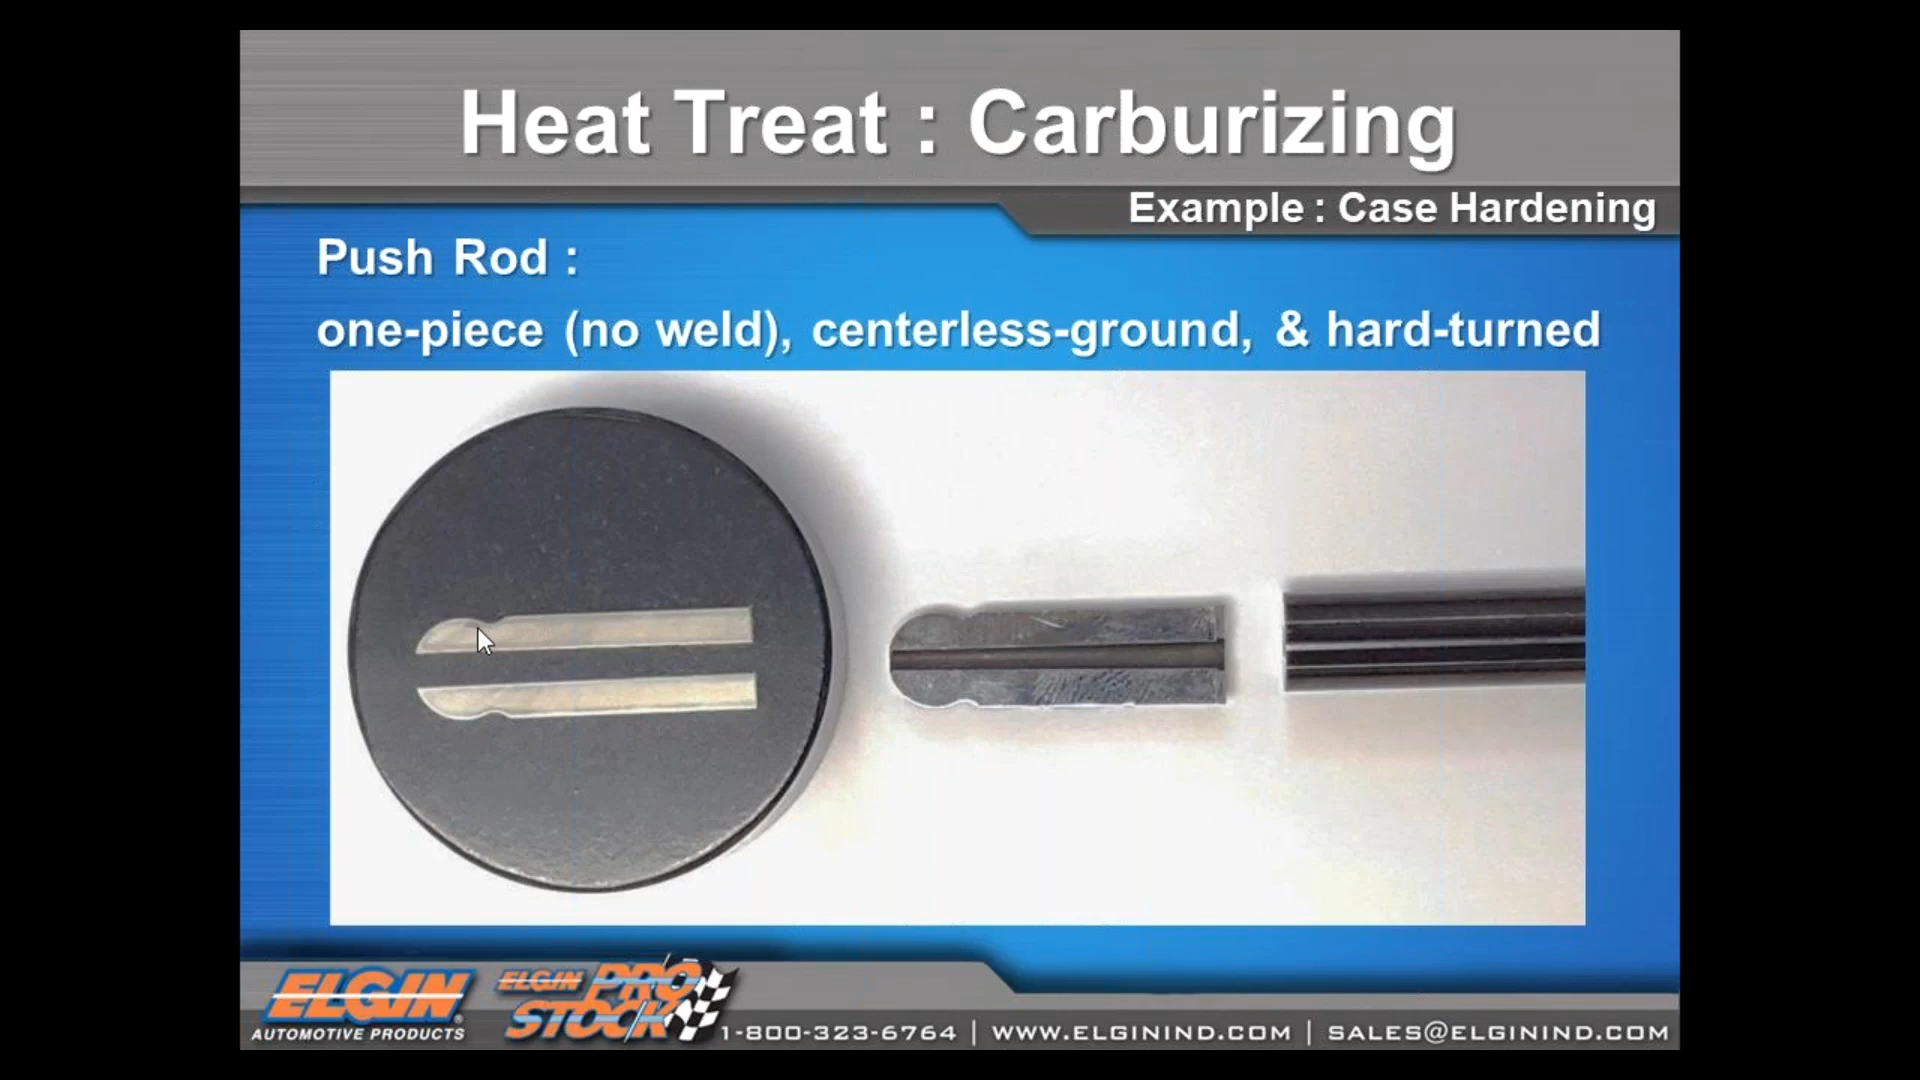 Heat Treat : Carburizing
Example : Case Hardening
Push Rod :
one-piece (no weld), centerless-ground, & hard-turned
ELGIN®
AUTOMOTIVE PRODUCTS
ELGIN PRO
STOCK
1-800-323-6764 | WWW.ELGININD.COM | SALES@ELGININD.COM